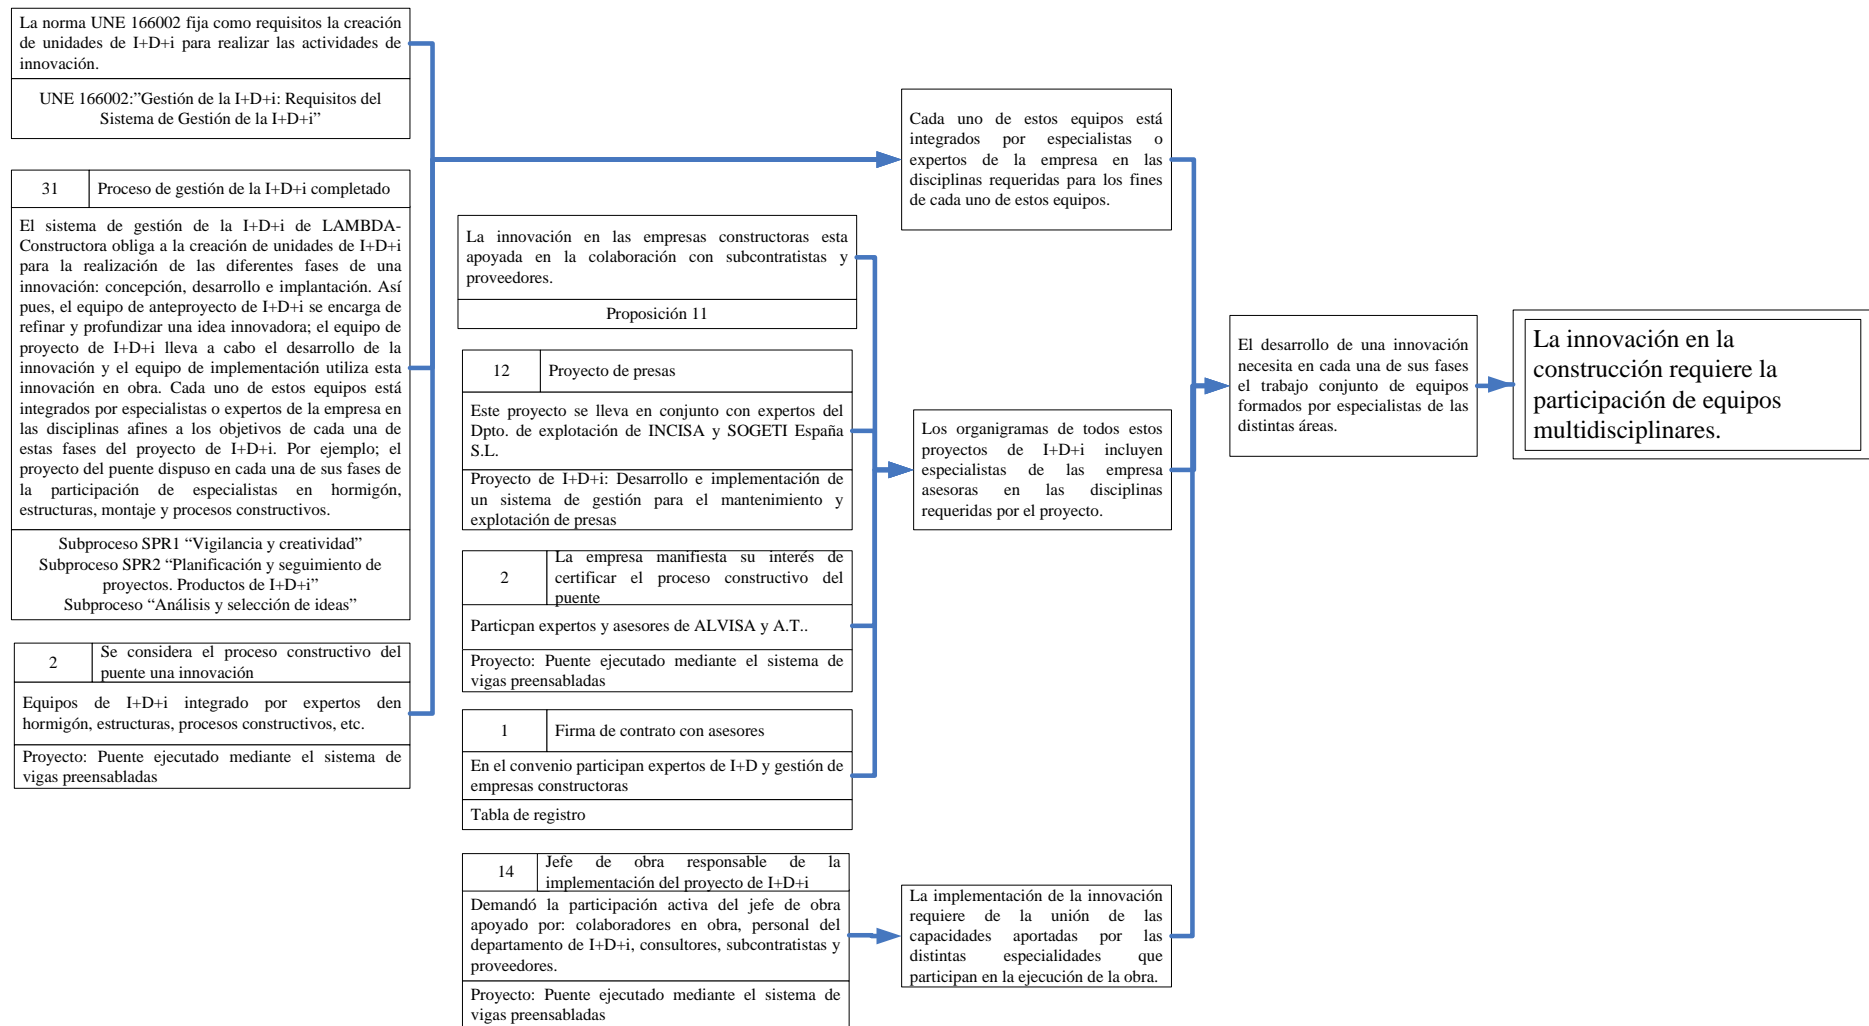 La norma UNE 166002 fija como requisitos la creación
de unidades de I+D+i para realizar las actividades de
innovación.
UNE 166002:”Gestión de la I+D+i: Requisitos del
Sistema de Gestión de la I+D+i”
31
Proceso de gestión de la I+D+i completado
El sistema de gestión de la I+D+i de LAMBDA-
Constructora obliga a la creación de unidades de I+D+i
para la realización de las diferentes fases de una
innovación: concepción, desarrollo e implantación. Así
pues, el equipo de anteproyecto de I+D+i se encarga de
refinar y profundizar una idea innovadora; el equipo de
proyecto de I+D+i lleva a cabo el desarrollo de la
innovación y el equipo de implementación utiliza esta
innovación en obra. Cada uno de estos equipos está
integrados por especialistas o expertos de la empresa en
las disciplinas afines a los objetivos de cada una de
estas fases del proyecto de I+D+i. Por ejemplo; el
proyecto del puente dispuso en cada una de sus fases de
la participación de especialistas en hormigón,
estructuras, montaje y procesos constructivos.
Subproceso SPR1 “Vigilancia y creatividad”
Subproceso SPR2 “Planificación y seguimiento de
proyectos. Productos de I+D+i”
Subproceso “Análisis y selección de ideas”
2
Se considera el proceso constructivo del
puente una innovación
Equipos de I+D+i integrado por expertos den
hormigón, estructuras, procesos constructivos, etc.
Proyecto: Puente ejecutado mediante el sistema de
vigas preensabladas
La innovación en las empresas constructoras esta
apoyada en la colaboración con subcontratistas y
proveedores.
Proposición 11
12
Proyecto de presas
Este proyecto se lleva en conjunto con expertos del
Dpto. de explotación de INCISA y SOGETI España
S.L.
Proyecto de I+D+i: Desarrollo e implementación de
un sistema de gestión para el mantenimiento y
explotación de presas
2
La empresa manifiesta su interés de
certificar el proceso constructivo del
puente
Particpan expertos y asesores de ALVISA y A.T..
Proyecto: Puente ejecutado mediante el sistema de
vigas preensabladas
1
Firma de contrato con asesores
En el convenio participan expertos de I+D y gestión de
empresas constructoras
Tabla de registro
14
Jefe de obra responsable de la
implementación del proyecto de I+D+i
Demandó la participación activa del jefe de obra
apoyado por: colaboradores en obra, personal del
departamento de I+D+i, consultores, subcontratistas y
proveedores.
Proyecto: Puente ejecutado mediante el sistema de
vigas preensabladas
Cada uno de estos equipos está
integrados por especialistas o
expertos de la empresa en las
disciplinas requeridas para los fines
de cada uno de estos equipos.
Los organigramas de todos estos
proyectos de I+D+i incluyen
especialistas de las empresa
asesoras en las disciplinas
requeridas por el proyecto.
La implementación de la innovación
requiere de la unión de las
capacidades aportadas por las
distintas especialidades que
participan en la ejecución de la obra.
El desarrollo de una innovación
necesita en cada una de sus fases
el trabajo conjunto de equipos
formados por especialistas de las
distintas áreas.
La innovación en la
construcción requiere la
participación de equipos
multidisciplinares.